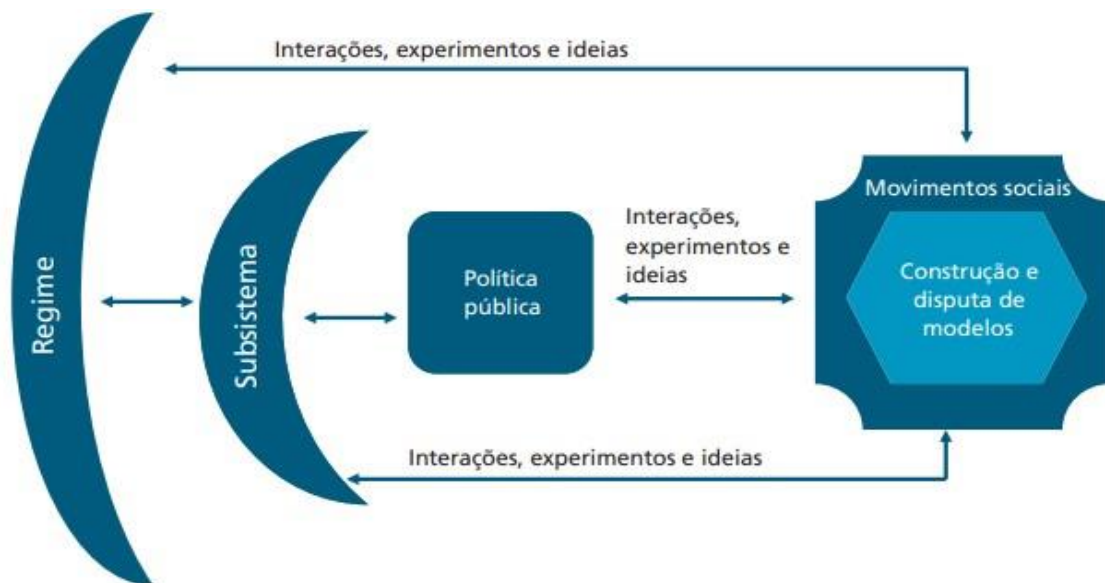 Interações, experimentos e ideias
Movimentos sociais
Regime
Subsistema
Política
pública
Interações,
experimentos e
ideias
Construção e
disputa de
modelos
Interações, experimentos e ideias